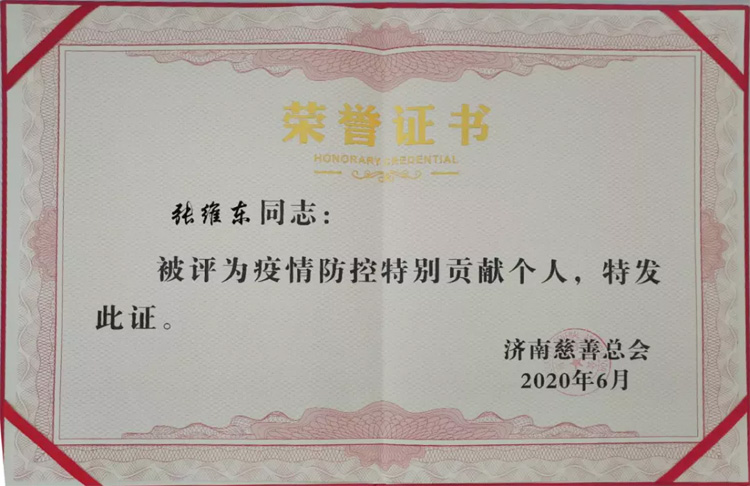 荣誉证书
HONORARY CREDENTIAL
张维东同志：
被评为疫情防控特别贡献个人，特发
此证。
济南慈善总会
2020年6月